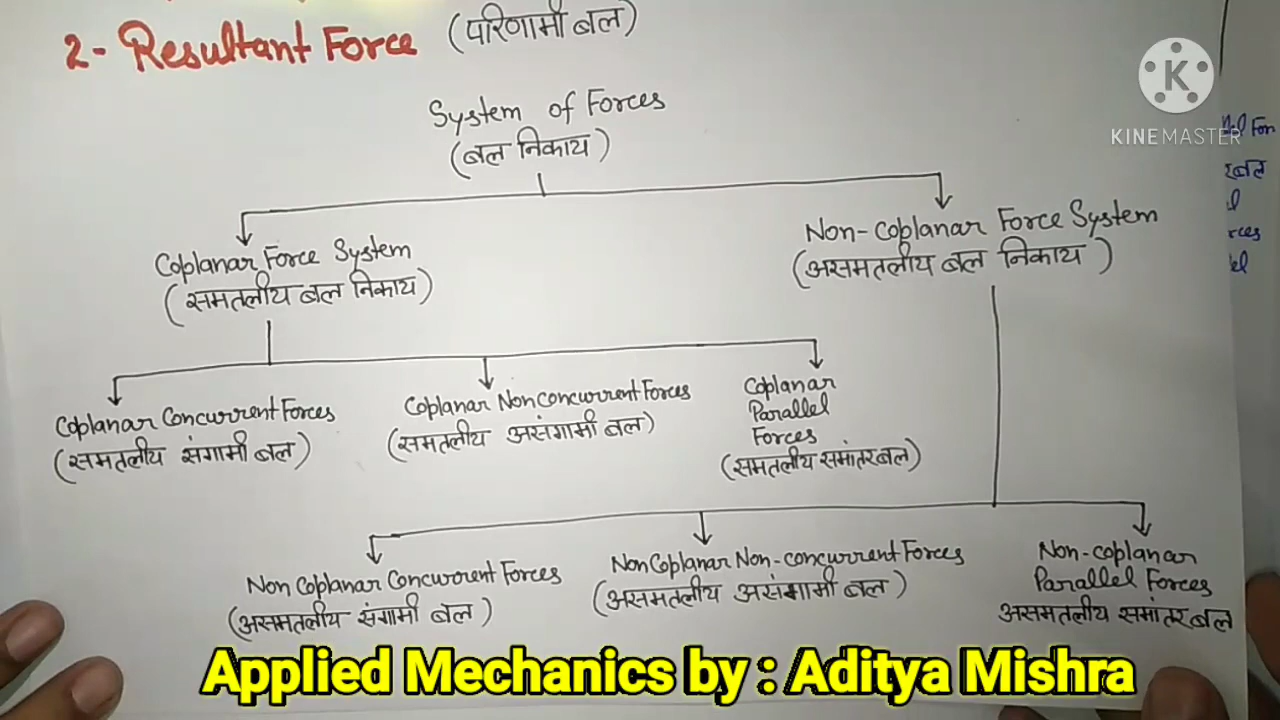 2- Resultant Force (परिणामी बल)
System of Forces
(बल निकाय)
Coplanar Force System
(समतलीय बल निकाय)
Non-Coplanar Force System
(असमतलीय बल निकाय)
Coplanar Concurrent Forces
(समतलीय संगामी बल)
Coplanar Nonconcurrent Forces
(समतलीय असंगामी बल)
Coplanar
Parallel
Forces
(समतलीय समांतर बल)
Non Coplanar Concurrent Forces
(असमतलीय संगामी बल)
Non Coplanar Non-concurrent Forces
(असमतलीय असंगामी बल)
Non-coplanar
Parallel Forces
असमतलीय समांतर बल
K
KINEMASTER
Applied Mechanics by : Aditya Mishra